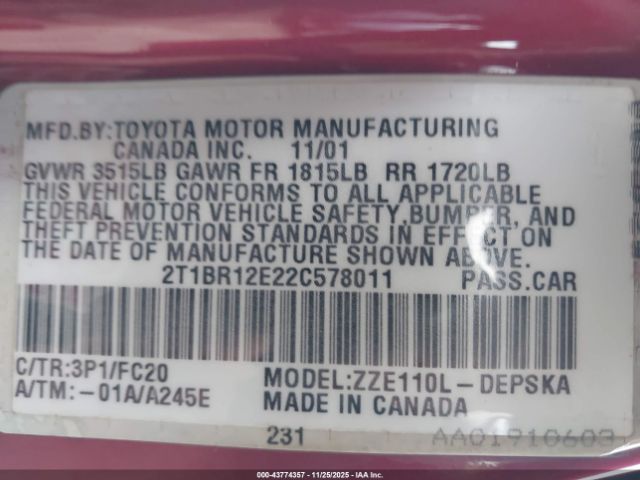 MFD.BY:TOYOTA MOTOR MANUFACTURING
CANADA INC. 11/01
GVWR 3515LB GAWR FR 1815LB RR 1720LB
THIS VEHICLE CONFORMS TO ALL APPLICABLE
FEDERAL MOTOR VEHICLE SAFETY,BUMPER, AND
THEFT PREVENTION STANDARDS IN EFFECT ON
THE DATE OF MANUFACTURE SHOWN ABOVE.
2T1BR12E22C578011 PASS.CAR
C/TR:3P1/FC20 MODEL:ZZE110L-DEPSKA
A/TM:-01A/A245E MADE IN CANADA
231 AA01910603
IAA 43774357 | 11/25/2025 - IAAI.COM